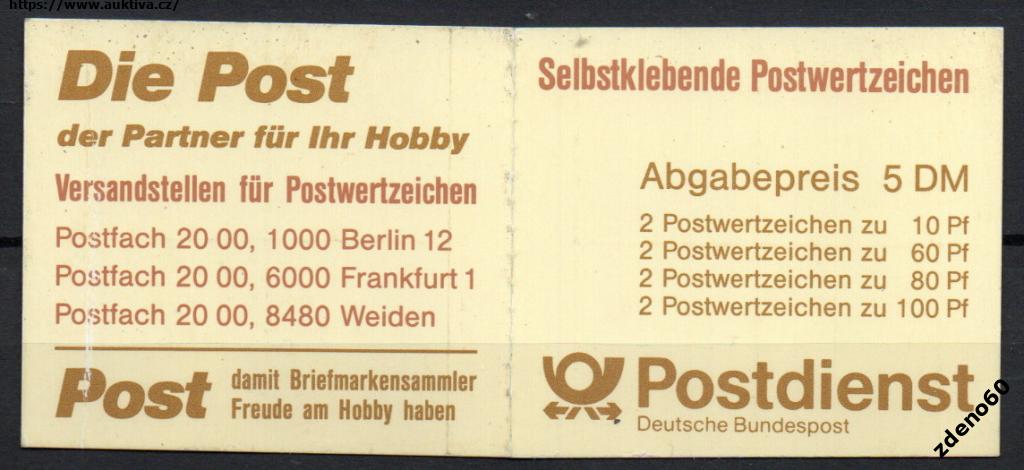 https://www.auktiva.cz/
Die Post
der Partner für Ihr Hobby
Versandstellen für Postwertzeichen
Postfach 20 00, 1000 Berlin 12
Postfach 20 00, 6000 Frankfurt 1
Postfach 20 00, 8480 Weiden
Post
damit Briefmarkensammler
Freude am Hobby haben
Selbstklebende Postwertzeichen
Abgabepreis 5 DM
2 Postwertzeichen zu 10 Pf
2 Postwertzeichen zu 60 Pf
2 Postwertzeichen zu 80 Pf
2 Postwertzeichen zu 100 Pf
Postdienst
Deutsche Bundespost
zdeno60